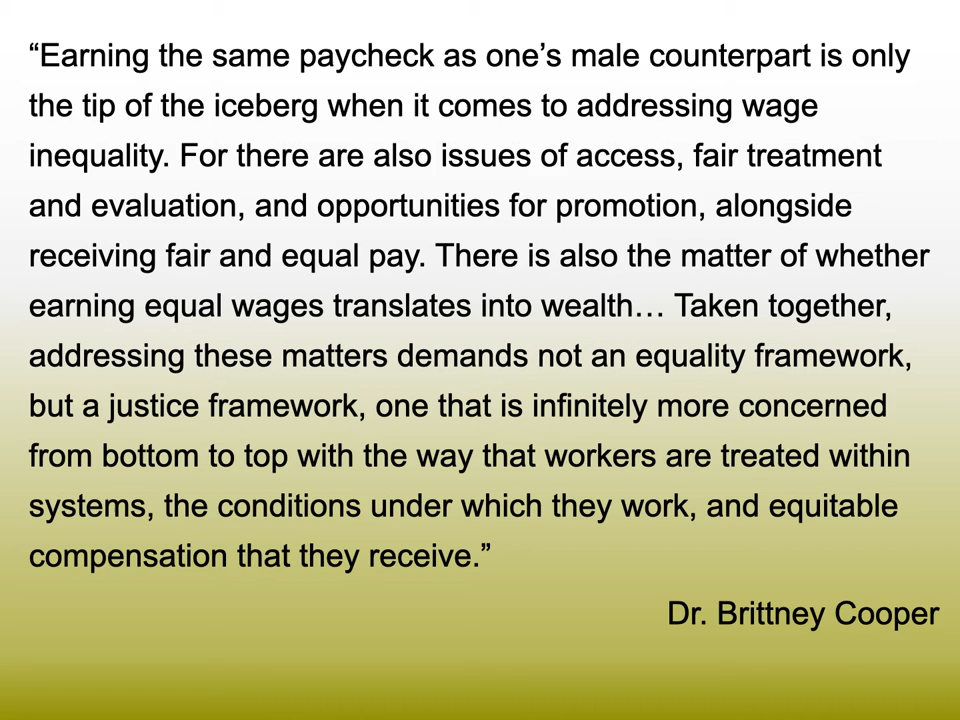 “Earning the same paycheck as one’s male counterpart is only
the tip of the iceberg when it comes to addressing wage
inequality. For there are also issues of access, fair treatment
and evaluation, and opportunities for promotion, alongside
receiving fair and equal pay. There is also the matter of whether
earning equal wages translates into wealth… Taken together,
addressing these matters demands not an equality framework,
but a justice framework, one that is infinitely more concerned
from bottom to top with the way that workers are treated within
systems, the conditions under which they work, and equitable
compensation that they receive.”
Dr. Brittney Cooper